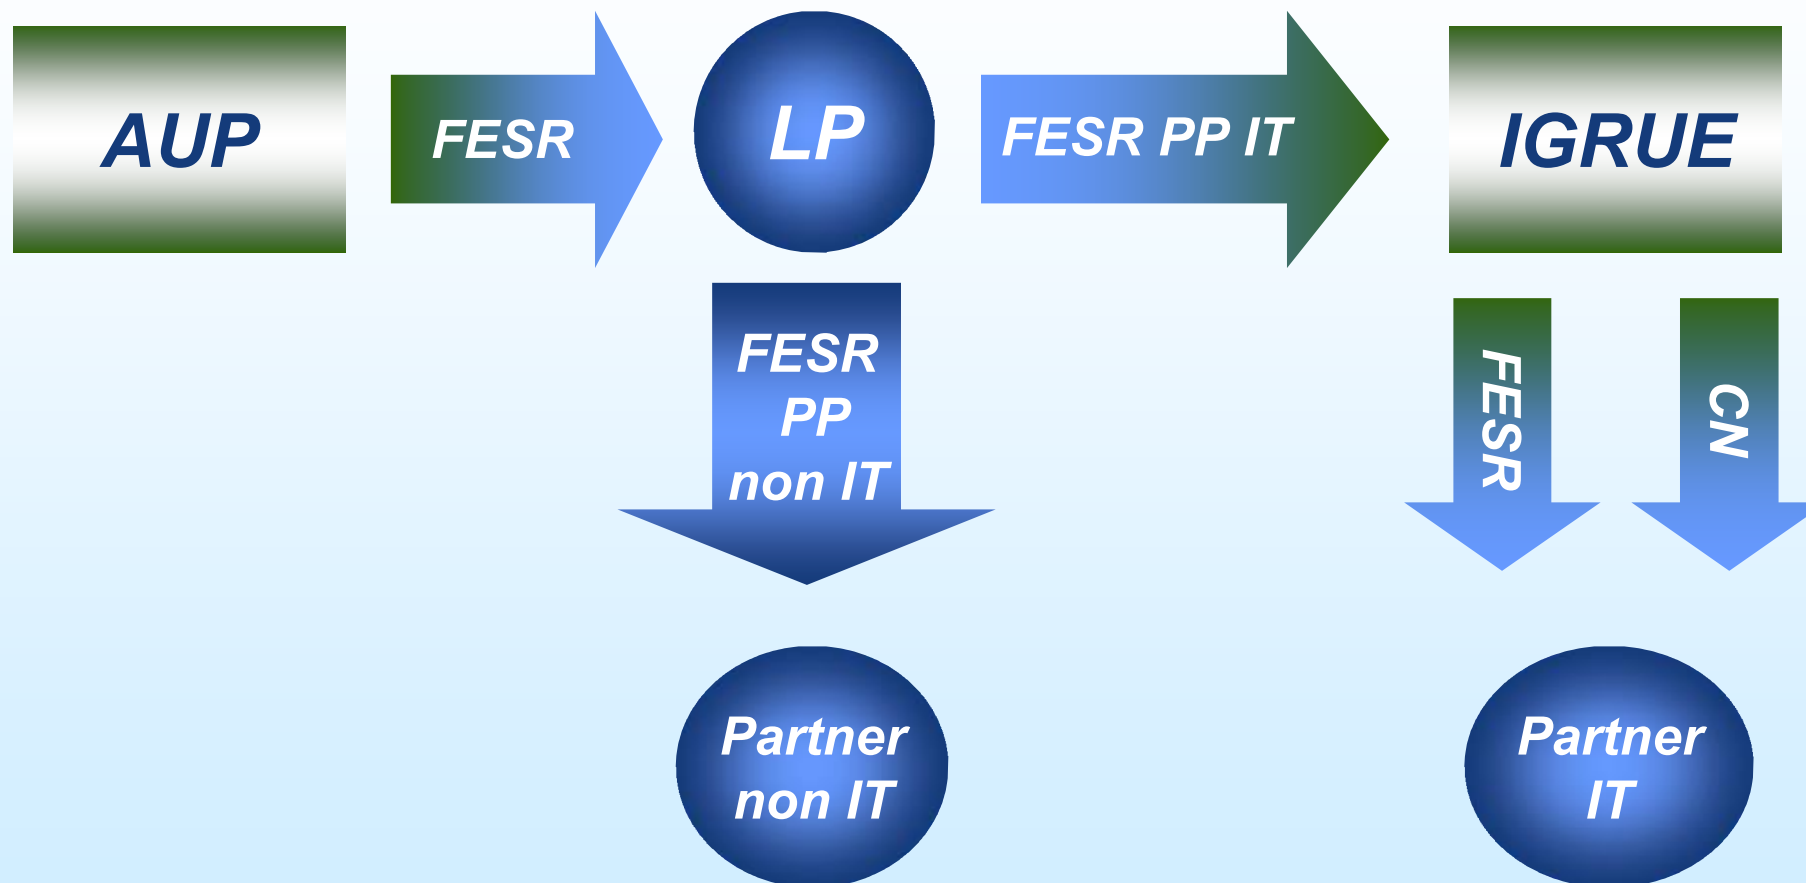 AUP
FESR
LP
FESR PP IT
IGRUE
FESR
PP
non IT
FESR
CN
Partner
non IT
Partner
IT